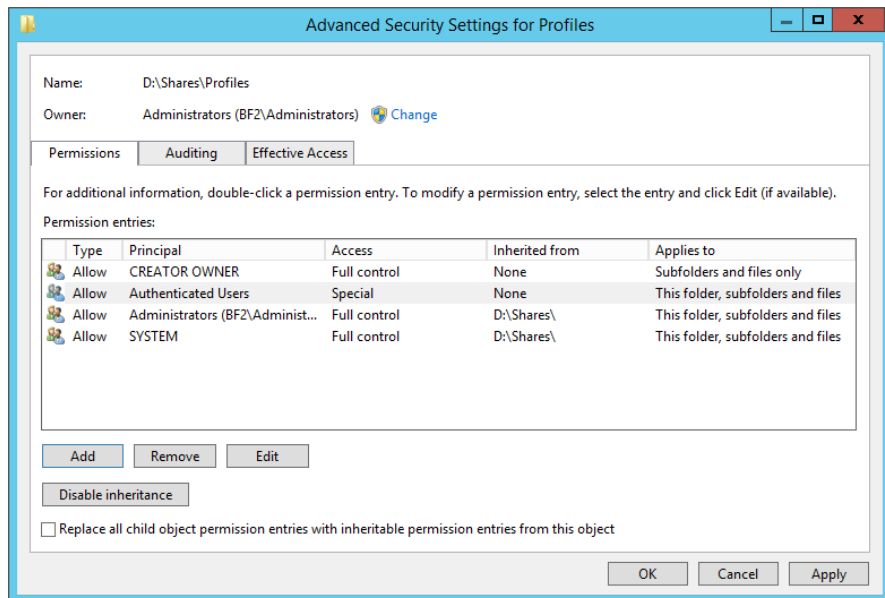 Advanced Security Settings for Profiles
Name: D:\Shares\Profiles
Owner: Administrators (BF2\Administrators) Change
Permissions Auditing Effective Access
For additional information, double-click a permission entry. To modify a permission entry, select the entry and click Edit (if available).
Permission entries:
Type Principal Access Inherited from Applies to
Allow CREATOR OWNER Full control None Subfolders and files only
Allow Authenticated Users Special None This folder, subfolders and files
Allow Administrators (BF2\Administ... Full control D:\Shares\ This folder, subfolders and files
Allow SYSTEM Full control D:\Shares\ This folder, subfolders and files
Add Remove Edit
Disable inheritance
Replace all child object permission entries with inheritable permission entries from this object
OK Cancel Apply